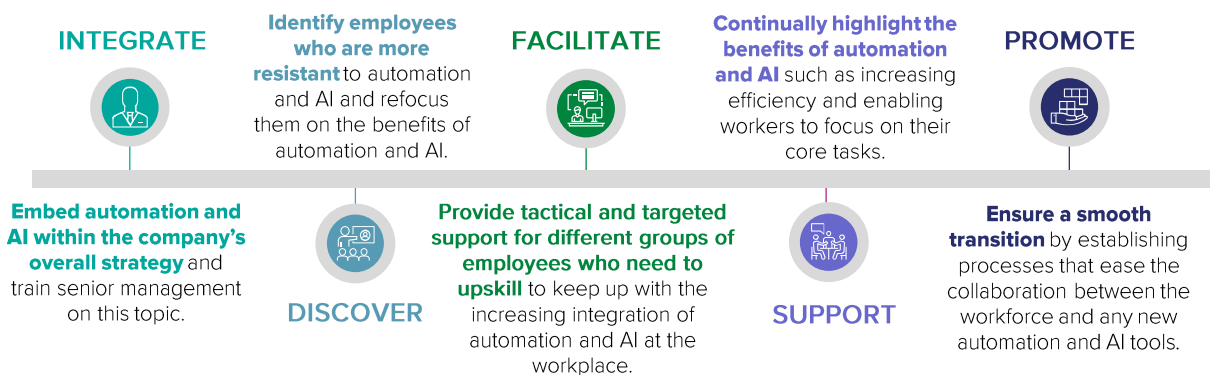 INTEGRATE
Embed automation and
AI within the company's
overall strategy and
train senior management
on this topic.
Identify employees
who are more
resistant to automation
and AI and refocus
them on the benefits of
automation and AI.
DISCOVER
FACILITATE
Provide tactical and targeted
support for different groups of
employees who need to
upskill to keep up with the
increasing integration of
automation and AI at the
workplace.
Continually highlight the
benefits of automation
and AI such as increasing
efficiency and enabling
workers to focus on their
core tasks.
SUPPORT
PROMOTE
Ensure a smooth
transition by establishing
processes that ease the
collaboration between the
workforce and any new
automation and AI tools.